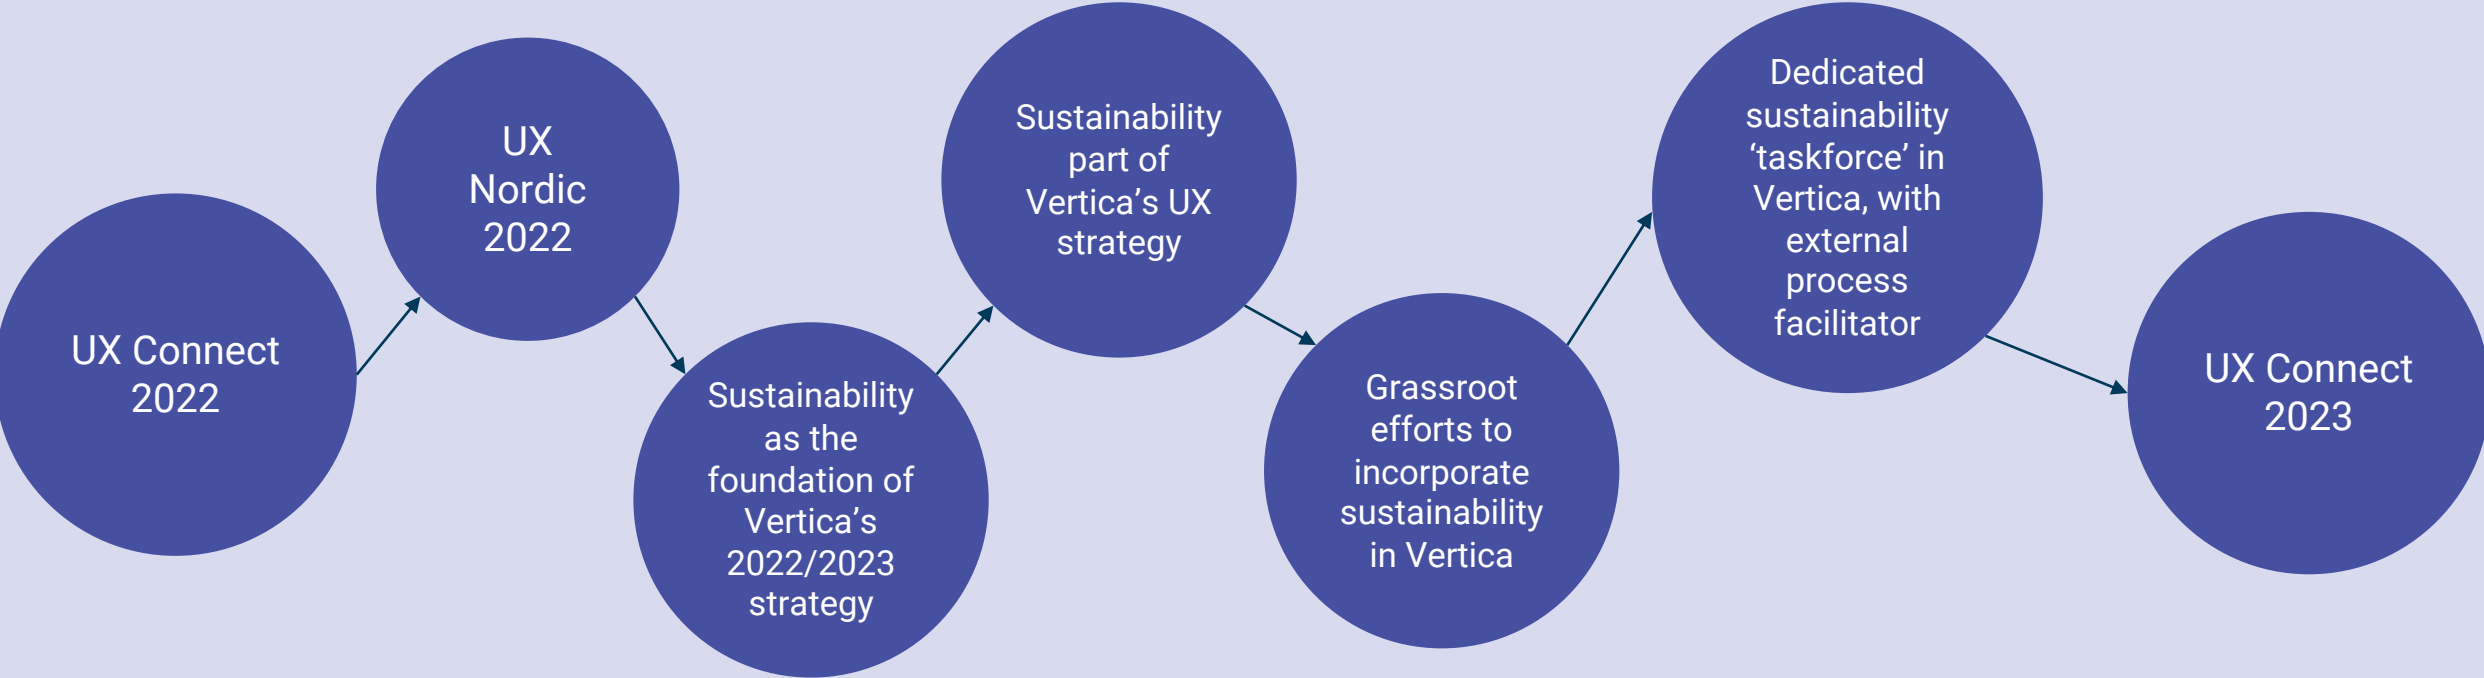 UX Connect
2022
UX
Nordic
2022
Sustainability
as the
foundation of
Vertica’s
2022/2023
strategy
Sustainability
part of
Vertica’s UX
strategy
Grassroot
efforts to
incorporate
sustainability
in Vertica
Dedicated
sustainability
‘taskforce’ in
Vertica, with
external
process
facilitator
UX Connect
2023